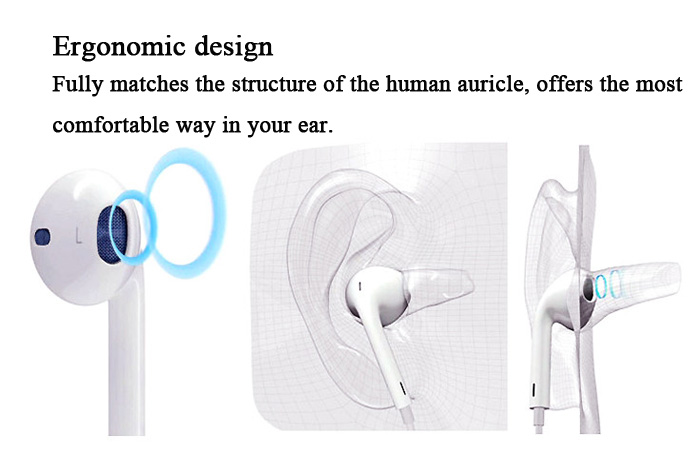 Ergonomic design
Fully matches the structure of the human auricle, offers the most
comfortable way in your ear.
L